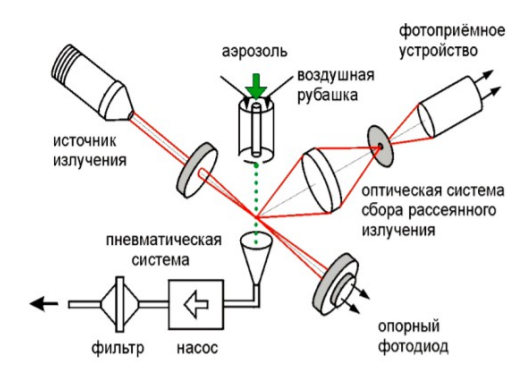 фотоприёмное
устройство
аэрозоль
воздушная
рубашка
источник
излучения
оптическая система
сбора рассеянного
излучения
пневматическая
система
опорный
фотодиод
фильтр
насос